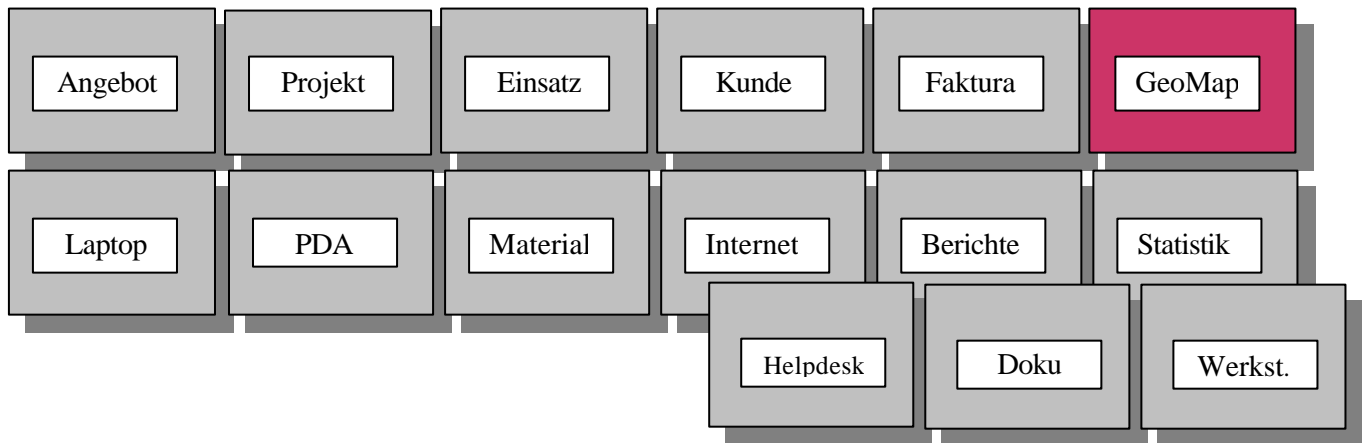 Angebot
Projekt
Einsatz
Kunde
Faktura
GeoMap
Laptop
PDA
Material
Internet
Berichte
Statistik
Helpdesk
Doku
Werkst.